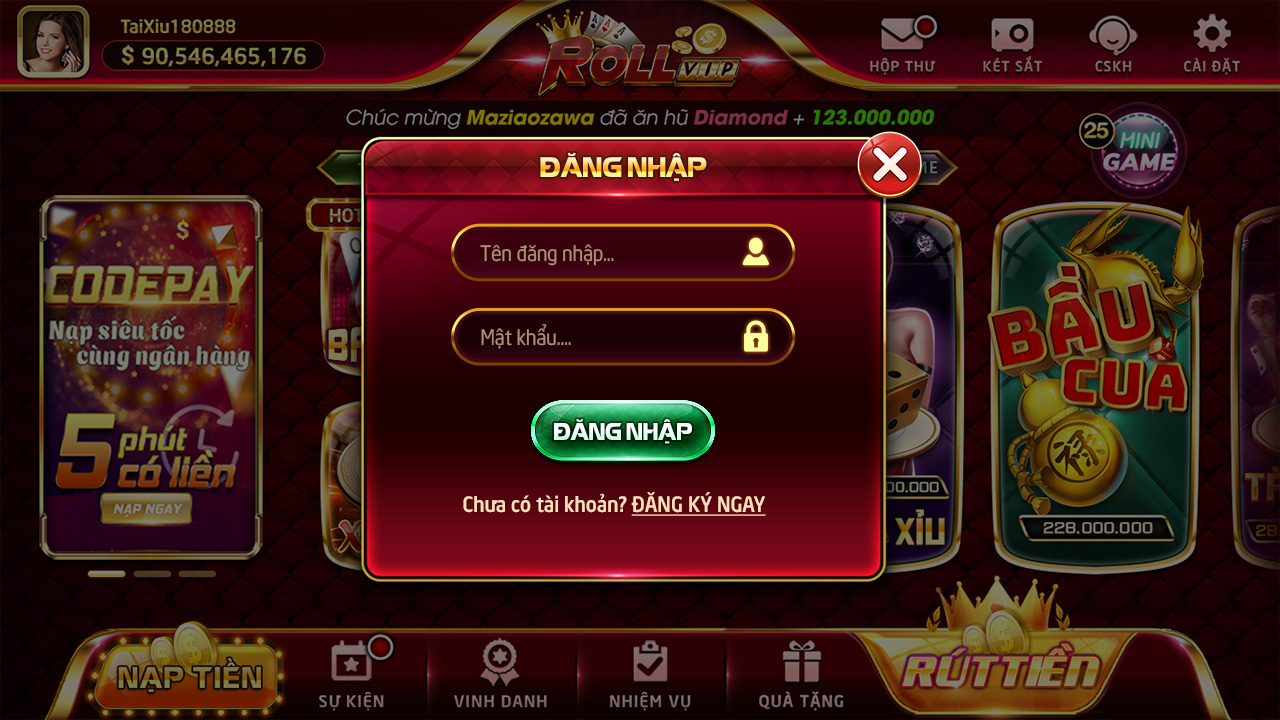 TaiXiu180888
$ 90,546,465,176
ROLL VIP
HỘP THƯ
KÉT SẮT
CSKH
CÀI ĐẶT
Chúc mừng Maziaozawa đã ăn hũ Diamond + 123.000.000
25
MINI
GAME
ĐĂNG NHẬP
Tên đăng nhập...
Mật khẩu....
ĐĂNG NHẬP
Chưa có tài khoản? ĐĂNG KÝ NGAY
CODEPAY
Nạp siêu tốc
cùng ngân hàng
5 phút
có liền
NẠP NGAY
HOT
XỈU
BẦU
CUA
228.000.000
NẠP TIỀN
SỰ KIỆN
VINH DANH
NHIỆM VỤ
QUÀ TẶNG
RÚT TIỀN